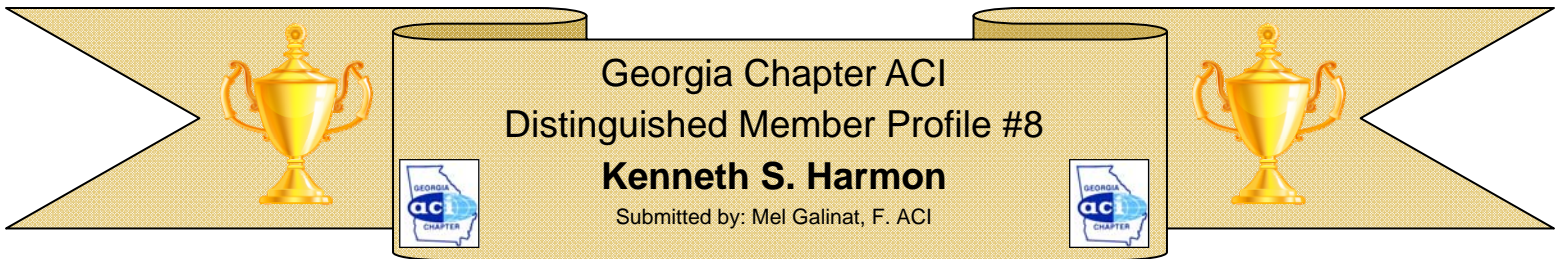 Georgia Chapter ACI
Distinguished Member Profile #8
Kenneth S. Harmon
Submitted by: Mel Galinat, F. ACI
GEORGIA
aci
CHAPTER
GEORGIA
aci
CHAPTER